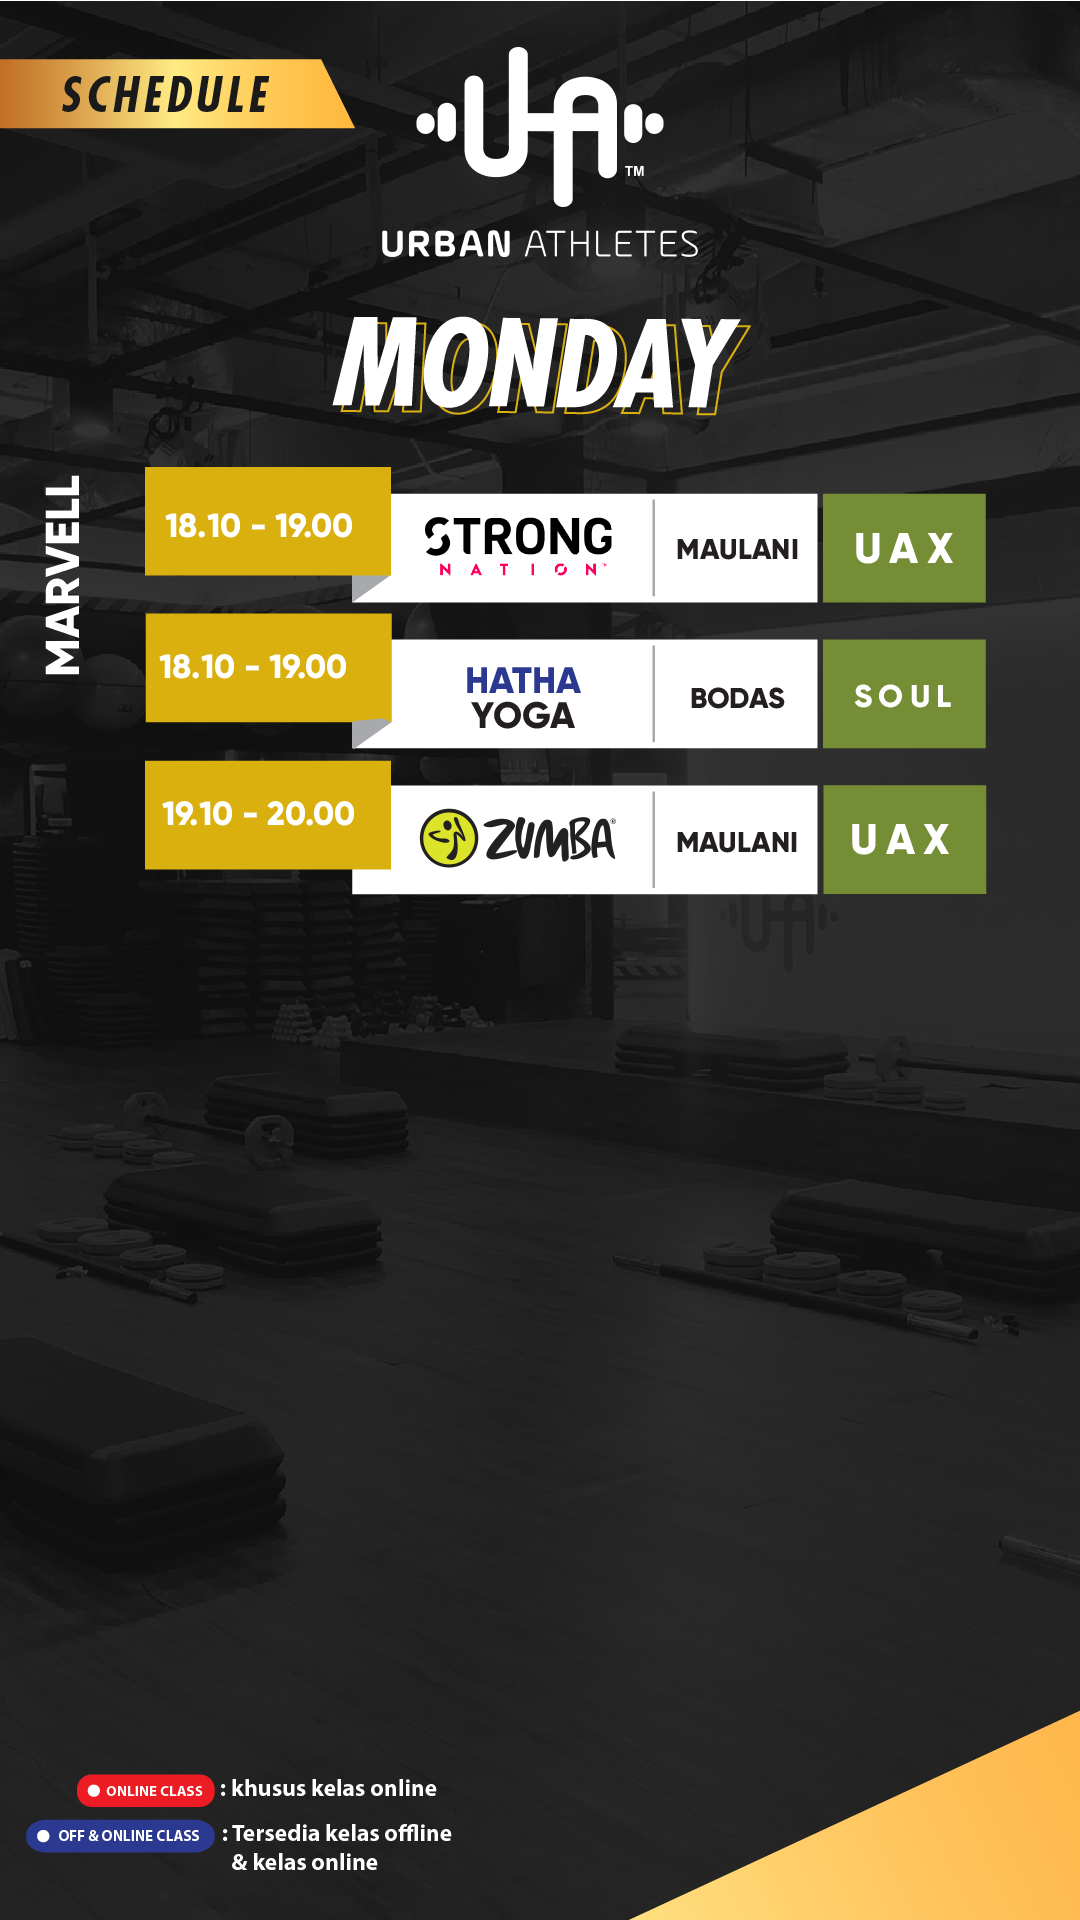 SCHEDULE
UA
TM
URBAN ATHLETES
MONDAY
MARVELL
18.10 - 19.00
STRONG
NATION™
MAULANI
UAX
18.10 - 19.00
HATHA
YOGA
BODAS
SOUL
19.10 - 20.00
ZUMBA®
MAULANI
UAX
ONLINE CLASS : khusus kelas online
OFF & ONLINE CLASS : Tersedia kelas offline
& kelas online